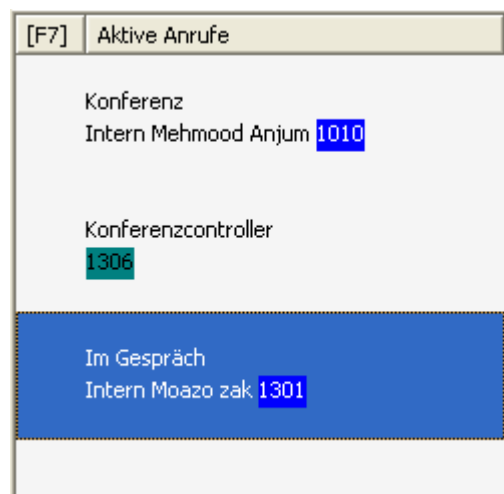 [F7] Aktive Anrufe
Konferenz
Intern Mehmood Anjum 1010
Konferenzcontroller
1306
Im Gespräch
Intern Moazo zak 1301